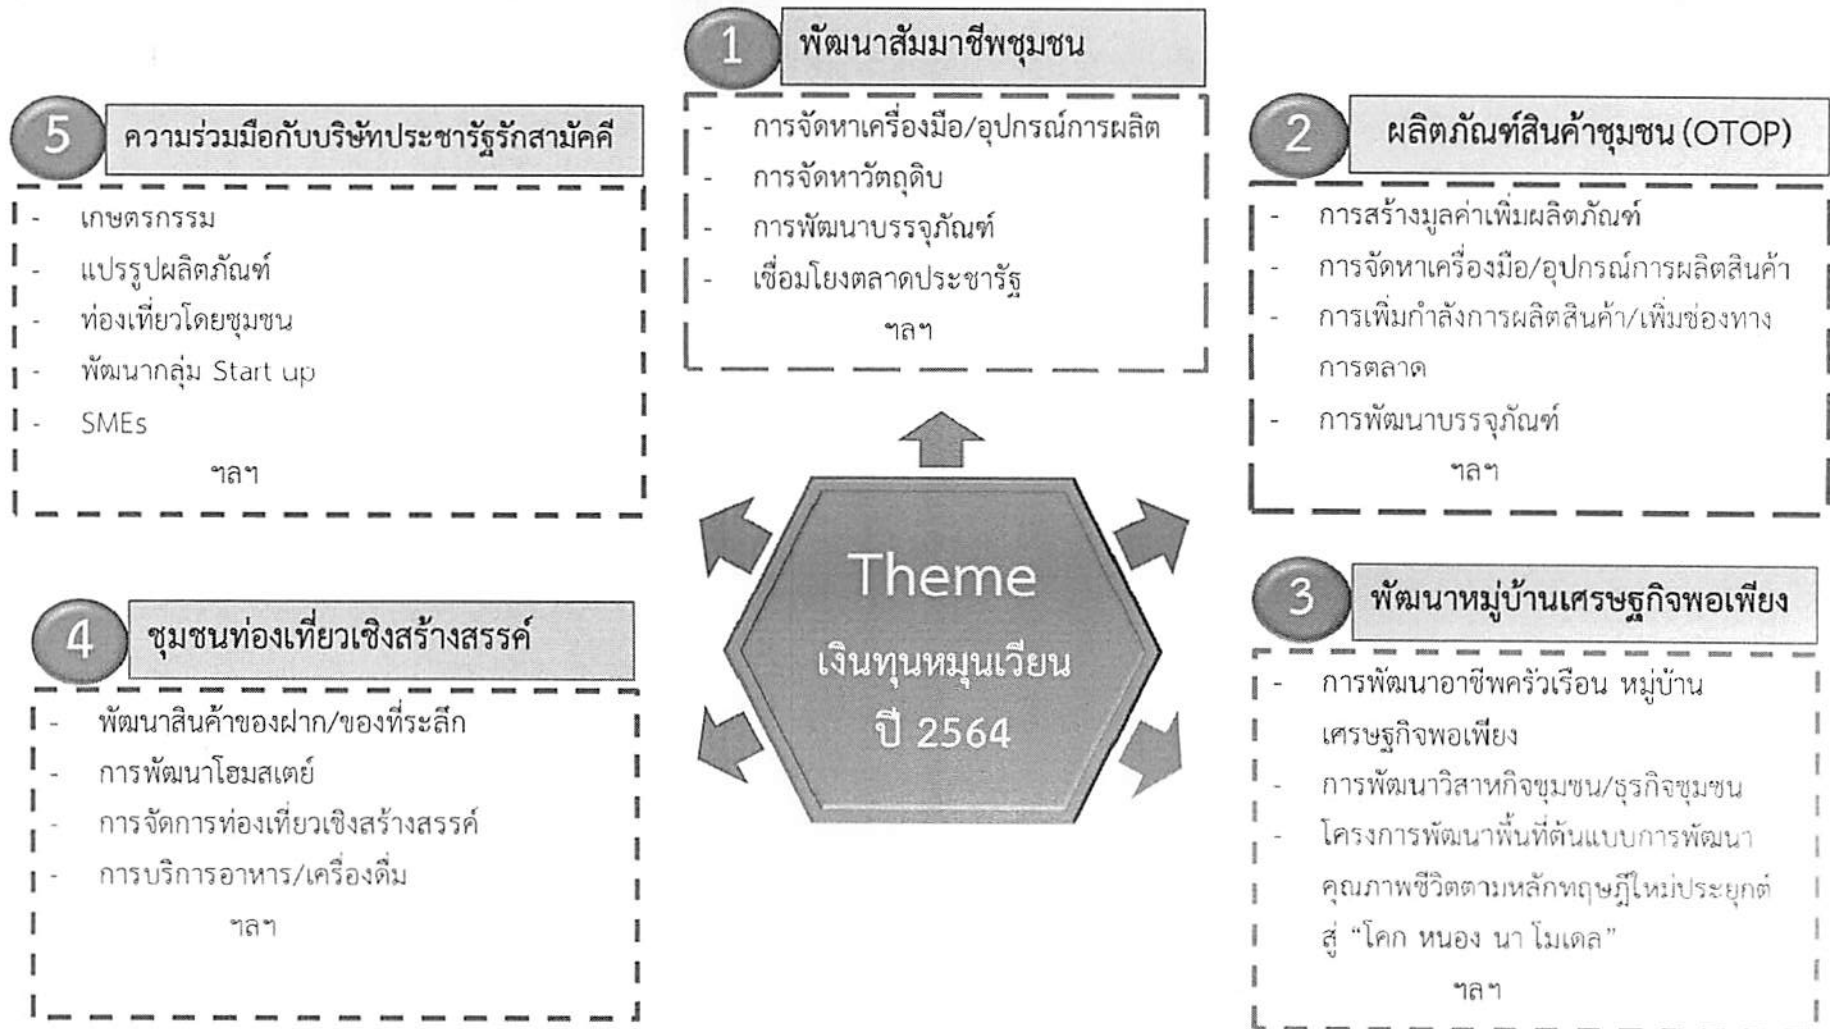 1
พัฒนาสัมมาชีพชุมชน
- การจัดหาเครื่องมือ/อุปกรณ์การผลิต
- การจัดหาวัตถุดิบ
- การพัฒนาบรรจุภัณฑ์
- เชื่อมโยงตลาดประชารัฐ
ฯลฯ
2
ผลิตภัณฑ์สินค้าชุมชน (OTOP)
- การสร้างมูลค่าเพิ่มผลิตภัณฑ์
- การจัดหาเครื่องมือ/อุปกรณ์การผลิตสินค้า
- การเพิ่มกำลังการผลิตสินค้า/เพิ่มช่องทาง
การตลาด
- การพัฒนาบรรจุภัณฑ์
ฯลฯ
3
พัฒนาหมู่บ้านเศรษฐกิจพอเพียง
- การพัฒนาอาชีพครัวเรือน หมู่บ้าน
เศรษฐกิจพอเพียง
- การพัฒนาวิสาหกิจชุมชน/ธุรกิจชุมชน
- โครงการพัฒนาพื้นที่ต้นแบบการพัฒนา
คุณภาพชีวิตตามหลักทฤษฎีใหม่ประยุกต์
สู่ “โคก หนอง นา โมเดล”
ฯลฯ
4
ชุมชนท่องเที่ยวเชิงสร้างสรรค์
- พัฒนาสินค้าของฝาก/ของที่ระลึก
- การพัฒนาโฮมสเตย์
- การจัดการท่องเที่ยวเชิงสร้างสรรค์
- การบริการอาหาร/เครื่องดื่ม
ฯลฯ
5
ความร่วมมือกับบริษัทประชารัฐรักสามัคคี
- เกษตรกรรม
- แปรรูปผลิตภัณฑ์
- ท่องเที่ยวโดยชุมชน
- พัฒนากลุ่ม Start up
- SMEs
ฯลฯ
Theme
เงินทุนหมุนเวียน
ปี 2564